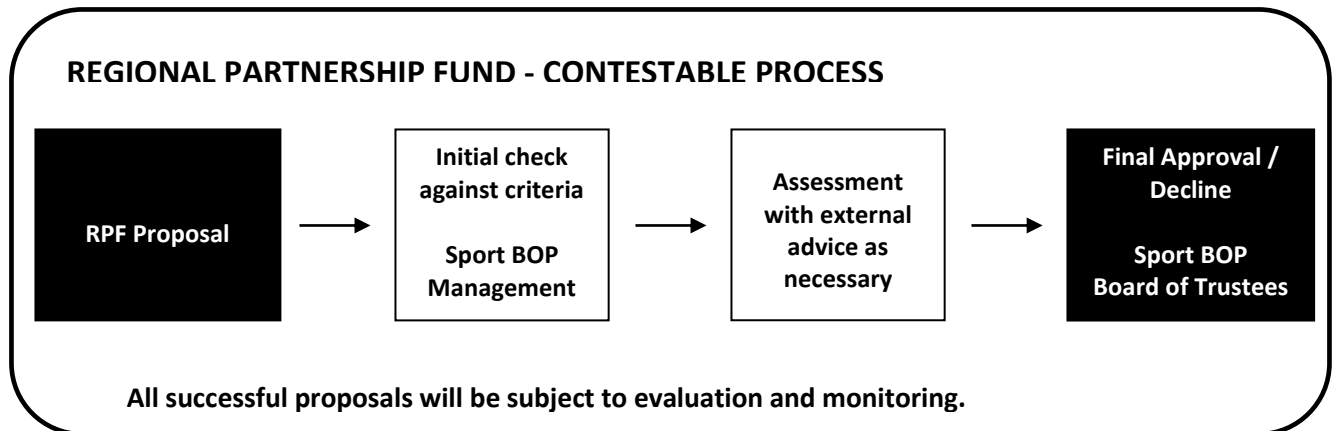 REGIONAL PARTNERSHIP FUND - CONTESTABLE PROCESS
RPF Proposal
Initial check
against criteria
Sport BOP
Management
Assessment
with external
advice as
necessary
Final Approval /
Decline
Sport BOP
Board of Trustees
All successful proposals will be subject to evaluation and monitoring.